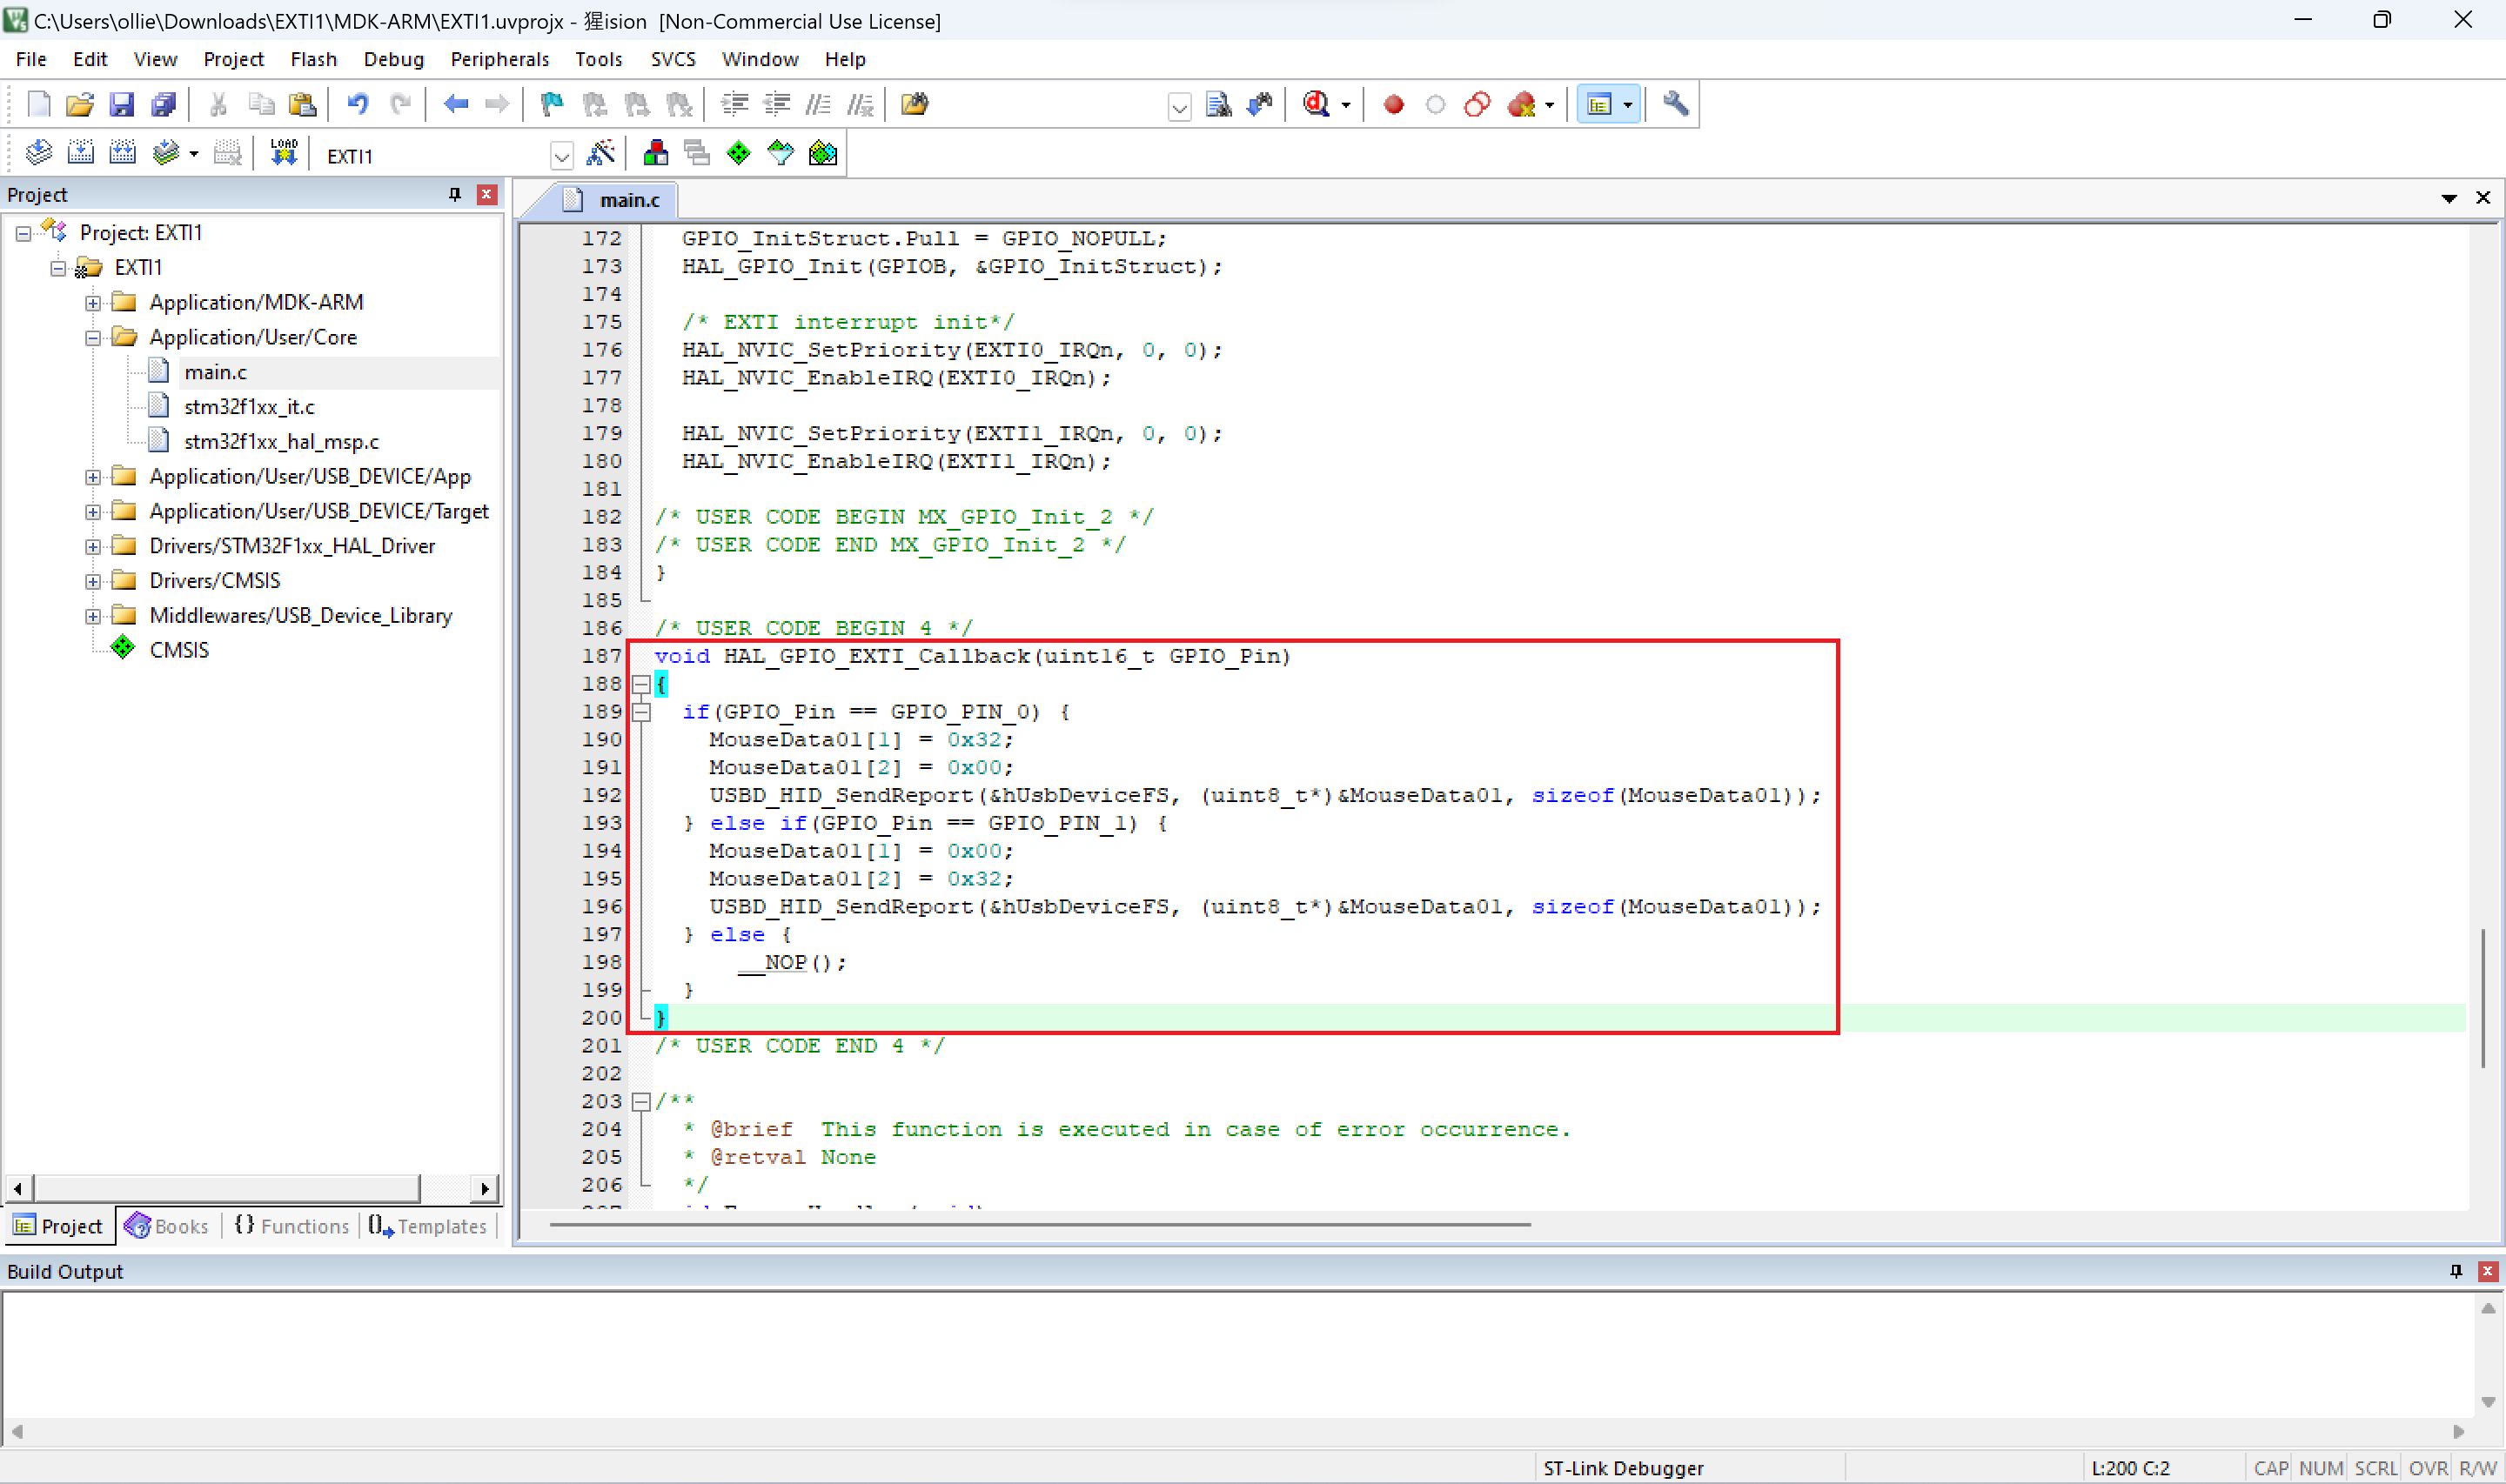 C:\Users\ollie\Downloads\EXTI1\MDK-ARM\EXTI1.uvprojx - 猩ision [Non-Commercial Use License]
File Edit View Project Flash Debug Peripherals Tools SVCS Window Help
LOAD
EXTI1
Project
Project: EXTI1
EXTI1
Application/MDK-ARM
Application/User/Core
main.c
stm32f1xx_it.c
stm32f1xx_hal_msp.c
Application/User/USB_DEVICE/App
Application/User/USB_DEVICE/Target
Drivers/STM32F1xx_HAL_Driver
Drivers/CMSIS
Middlewares/USB_Device_Library
CMSIS
Project Books {} Functions Templates
main.c
172 GPIO_InitStruct.Pull = GPIO_NOPULL;
173 HAL_GPIO_Init(GPIOB, &GPIO_InitStruct);
174
175 /* EXTI interrupt init*/
176 HAL_NVIC_SetPriority(EXTI0_IRQn, 0, 0);
177 HAL_NVIC_EnableIRQ(EXTI0_IRQn);
178
179 HAL_NVIC_SetPriority(EXTI1_IRQn, 0, 0);
180 HAL_NVIC_EnableIRQ(EXTI1_IRQn);
181
182 /* USER CODE BEGIN MX_GPIO_Init_2 */
183 /* USER CODE END MX_GPIO_Init_2 */
184 }
185
186 /* USER CODE BEGIN 4 */
187 void HAL_GPIO_EXTI_Callback(uint16_t GPIO_Pin)
188 {
189 if(GPIO_Pin == GPIO_PIN_0) {
190 MouseData01[1] = 0x32;
191 MouseData01[2] = 0x00;
192 USBD_HID_SendReport(&hUsbDeviceFS, (uint8_t*)&MouseData01, sizeof(MouseData01));
193 } else if(GPIO_Pin == GPIO_PIN_1) {
194 MouseData01[1] = 0x00;
195 MouseData01[2] = 0x32;
196 USBD_HID_SendReport(&hUsbDeviceFS, (uint8_t*)&MouseData01, sizeof(MouseData01));
197 } else {
198 __NOP();
199 }
200 }
201 /* USER CODE END 4 */
202
203 /**
204 * @brief This function is executed in case of error occurrence.
205 * @retval None
206 */
Build Output
ST-Link Debugger L:200 C:2 CAP NUM SCRL OVR R/W